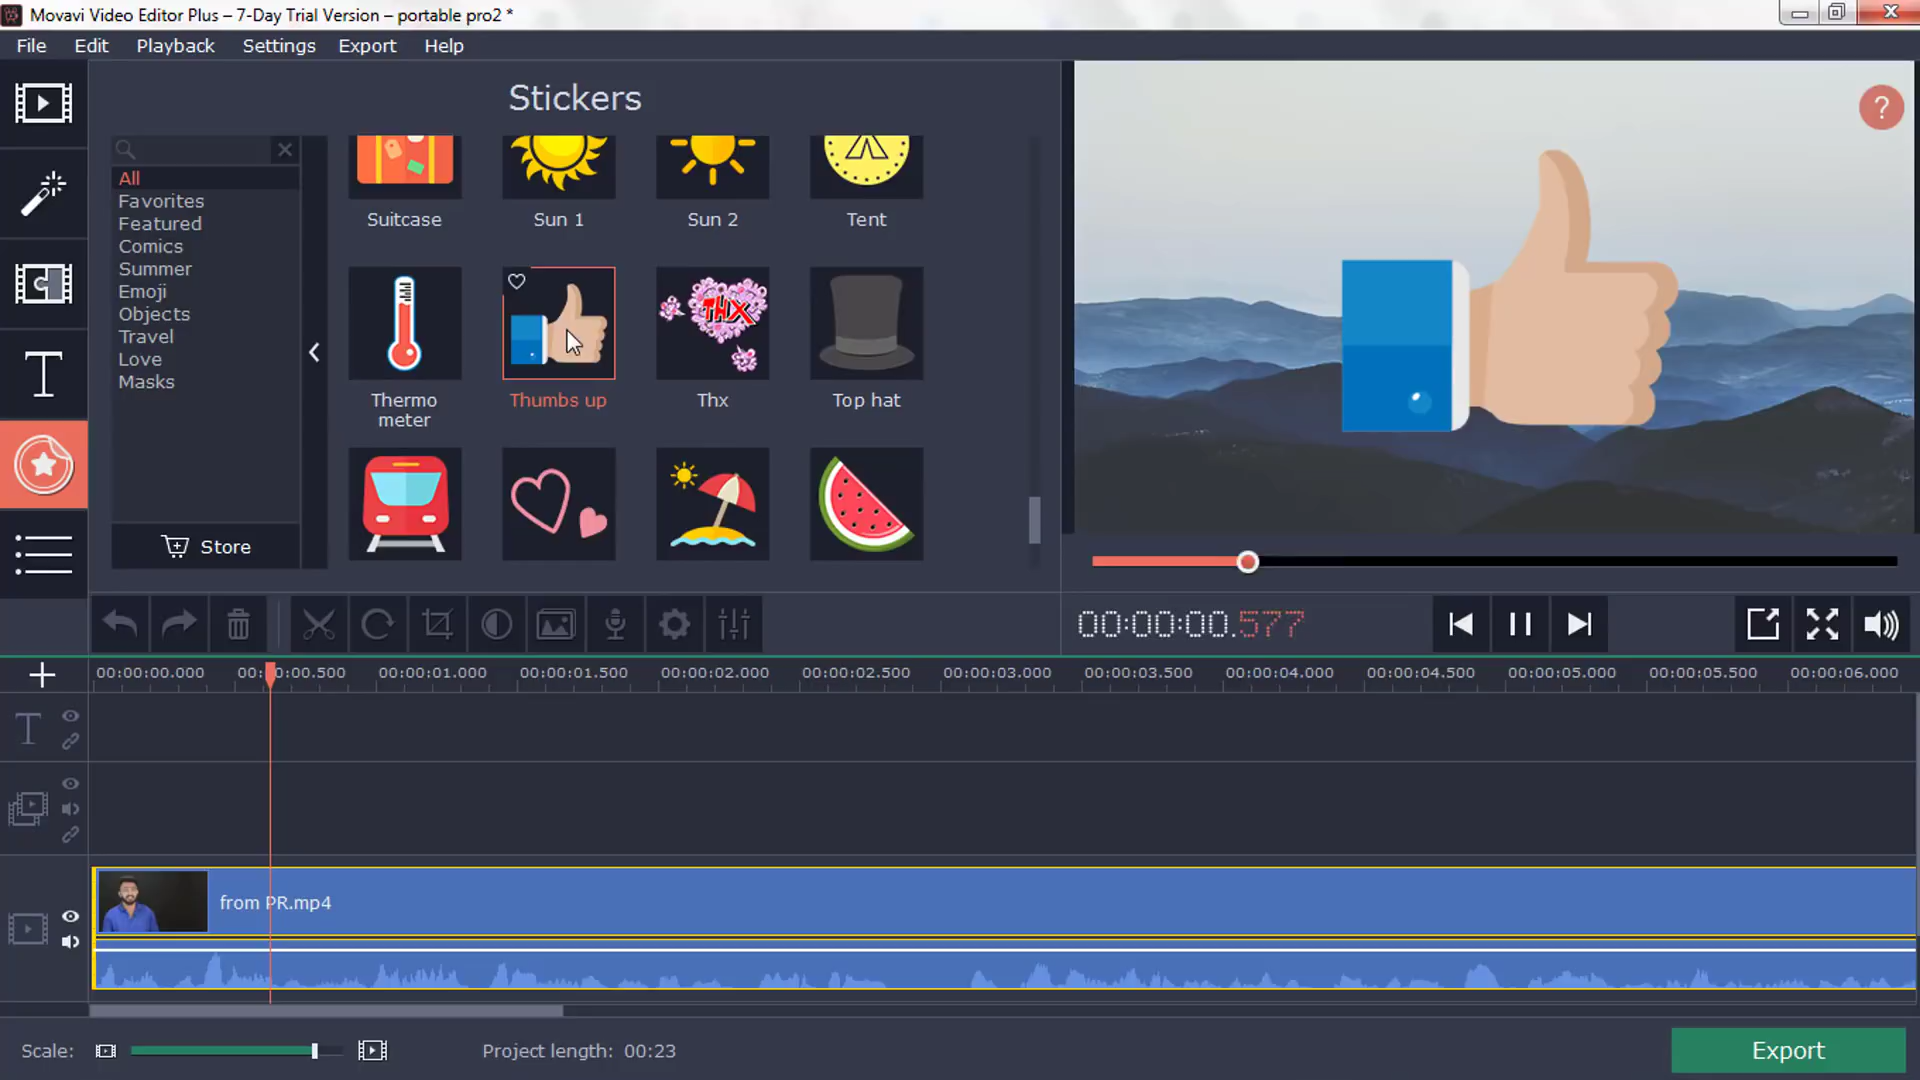 Movavi Video Editor Plus – 7-Day Trial Version – portable pro2 *
File Edit Playback Settings Export Help
Stickers
?
All
Favorites
Featured
Comics
Summer
Emoji
Objects
Travel
Love
Masks
Store
Suitcase Sun 1 Sun 2 Tent
THX
Thermo
meter
Thumbs up Thx Top hat
T
00:00:00.577
00:00:00.000 00:00:00.500 00:00:01.000 00:00:01.500 00:00:02.000 00:00:02.500 00:00:03.000 00:00:03.500 00:00:04.000 00:00:04.500 00:00:05.000 00:00:05.500 00:00:06.000
T
from PR.mp4
Scale: Project length: 00:23
Export